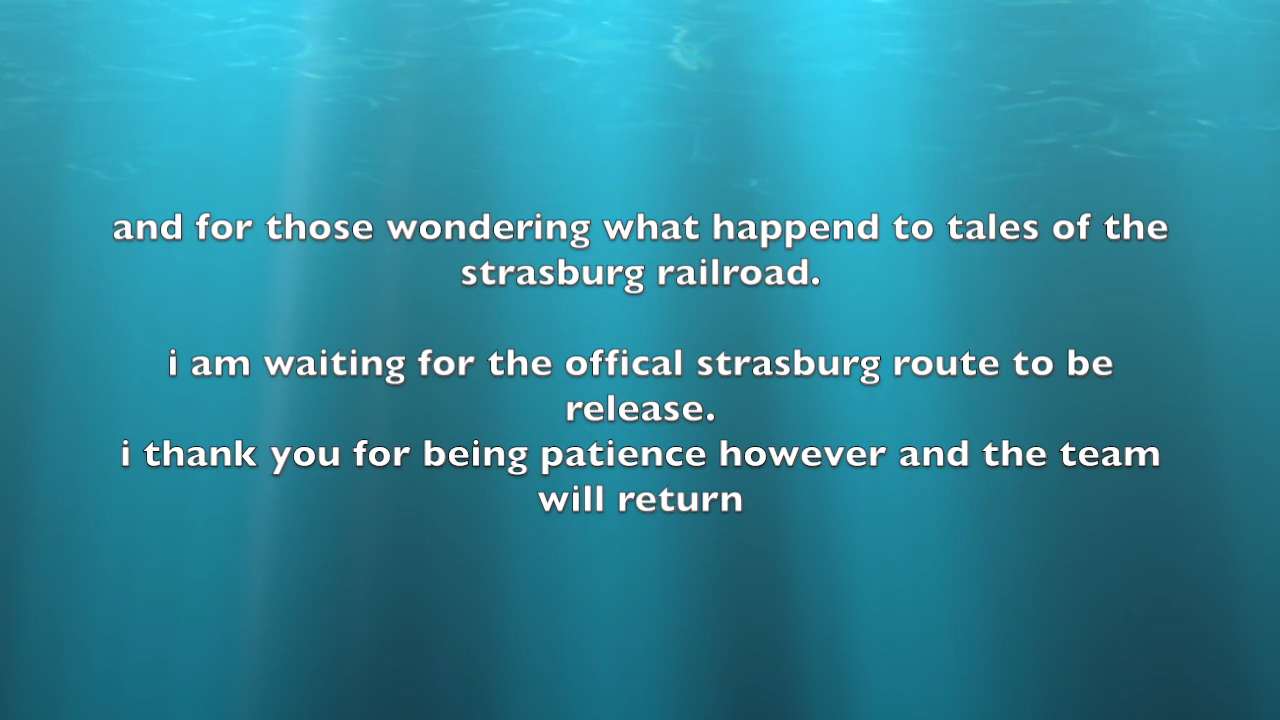 and for those wondering what happend to tales of the
strasburg railroad.
i am waiting for the offical strasburg route to be
release.
i thank you for being patience however and the team
will return